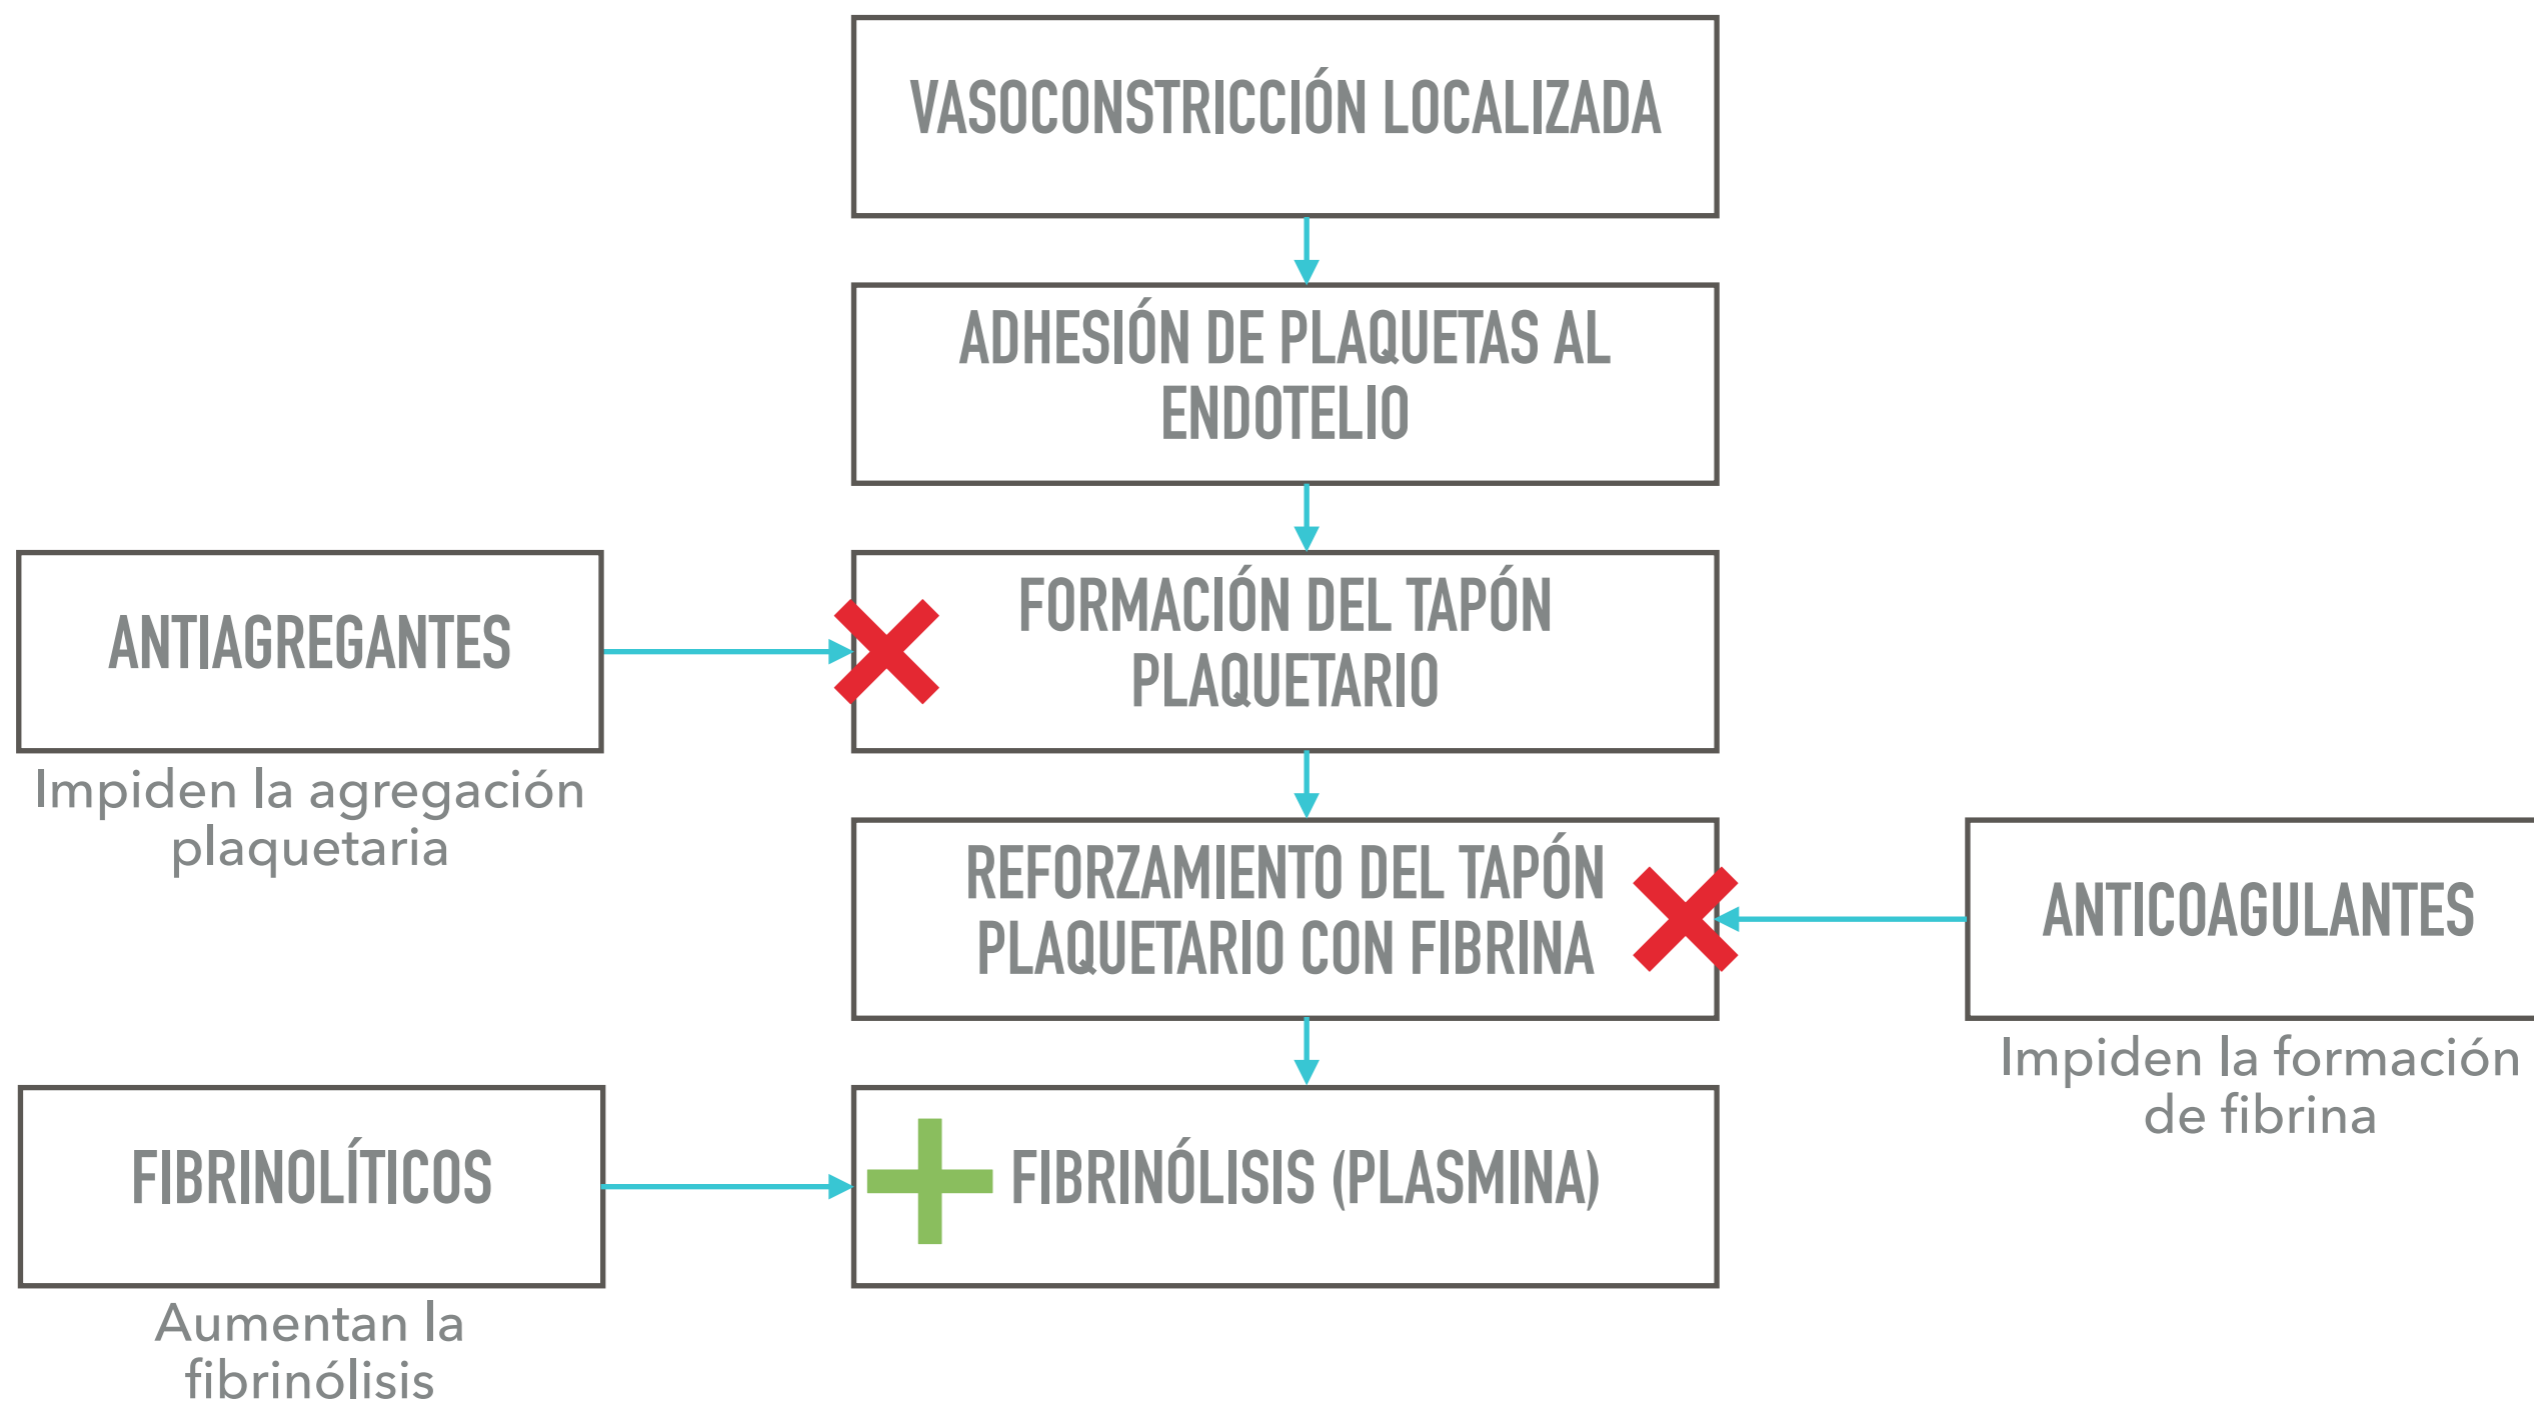 VASOCONSTRICCIÓN LOCALIZADA
ADHESIÓN DE PLAQUETAS AL
ENDOTELIO
ANTIAGREGANTES
Impiden la agregación
plaquetaria
FORMACIÓN DEL TAPÓN
PLAQUETARIO
REFORZAMIENTO DEL TAPÓN
PLAQUETARIO CON FIBRINA
ANTICOAGULANTES
Impiden la formación
de fibrina
FIBRINOLÍTICOS
Aumentan la
fibrinólisis
FIBRINÓLISIS (PLASMINA)